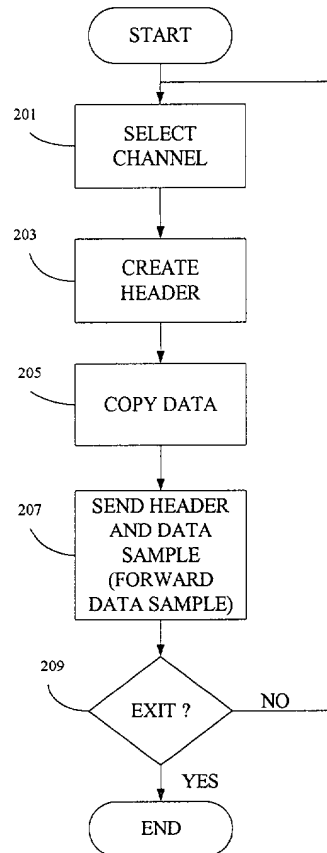 START
201
SELECT
CHANNEL
203
CREATE
HEADER
205
COPY DATA
207
SEND HEADER
AND DATA
SAMPLE
(FORWARD
DATA SAMPLE)
209
EXIT ?
NO
YES
END